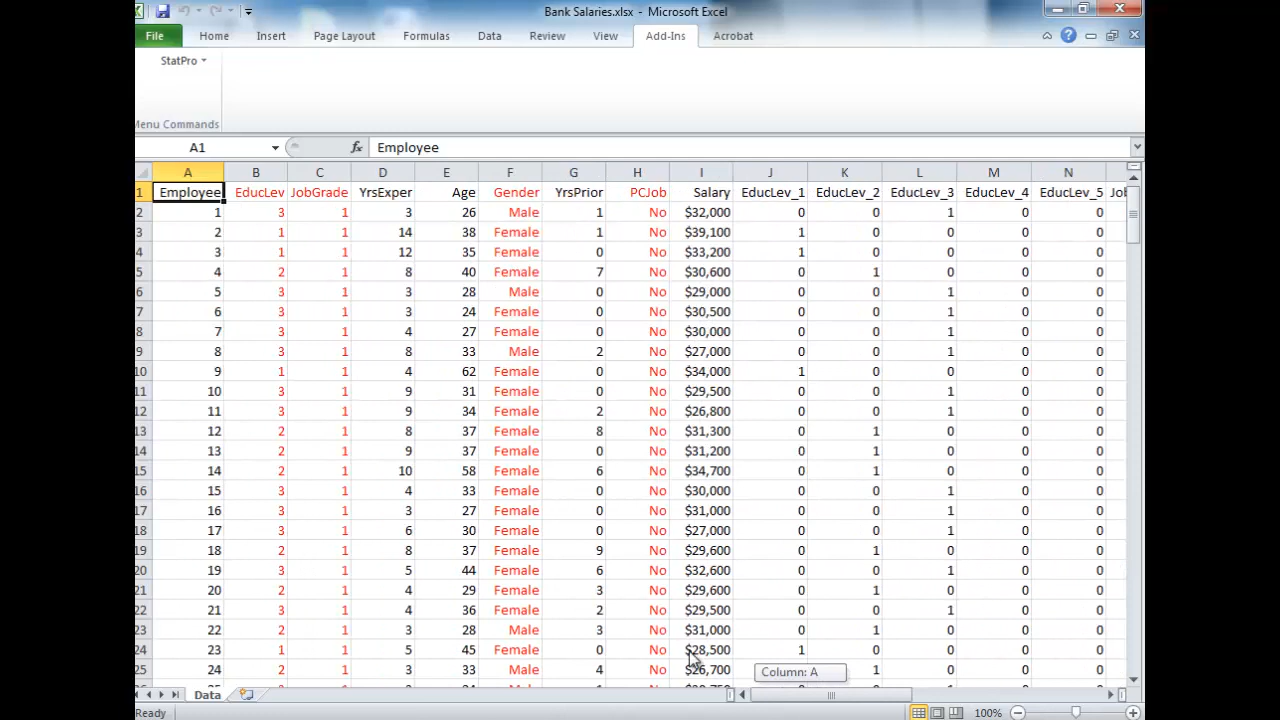 Bank Salaries.xlsx - Microsoft Excel
File Home Insert Page Layout Formulas Data Review View Add-Ins Acrobat
StatPro
Menu Commands
A1 fx Employee
A B C D E F G H I J K L M N
1 Employee EducLev JobGrade YrsExper Age Gender YrsPrior PCJob Salary EducLev_1 EducLev_2 EducLev_3 EducLev_4 EducLev_5 Jo
2 1 3 1 3 26 Male 1 No $32,000 0 0 1 0 0
3 2 1 1 14 38 Female 1 No $39,100 1 0 0 0 0
4 3 1 1 12 35 Female 0 No $33,200 1 0 0 0 0
5 4 2 1 8 40 Female 7 No $30,600 0 1 0 0 0
6 5 3 1 3 28 Male 0 No $29,000 0 0 1 0 0
7 6 3 1 3 24 Female 0 No $30,500 0 0 1 0 0
8 7 3 1 4 27 Female 0 No $30,000 0 0 1 0 0
9 8 3 1 8 33 Male 2 No $27,000 0 0 1 0 0
10 9 1 1 4 62 Female 0 No $34,000 1 0 0 0 0
11 10 3 1 9 31 Female 0 No $29,500 0 0 1 0 0
12 11 3 1 9 34 Female 2 No $26,800 0 0 1 0 0
13 12 2 1 8 37 Female 8 No $31,300 0 1 0 0 0
14 13 2 1 9 37 Female 0 No $31,200 0 1 0 0 0
15 14 2 1 10 58 Female 6 No $34,700 0 1 0 0 0
16 15 3 1 4 33 Female 0 No $30,000 0 0 1 0 0
17 16 3 1 3 27 Female 0 No $31,000 0 0 1 0 0
18 17 3 1 6 30 Female 0 No $27,000 0 0 1 0 0
19 18 2 1 8 37 Female 9 No $29,600 0 1 0 0 0
20 19 3 1 5 44 Female 6 No $32,600 0 0 1 0 0
21 20 2 1 4 29 Female 3 No $29,600 0 1 0 0 0
22 21 3 1 4 36 Female 2 No $29,500 0 0 1 0 0
23 22 2 1 3 28 Male 3 No $31,000 0 1 0 0 0
24 23 1 1 5 45 Female 0 No $28,500 1 0 0 0 0
25 24 2 1 3 33 Male 4 No $26,700 Column: A 1 0 0 0
Data
Ready 100%